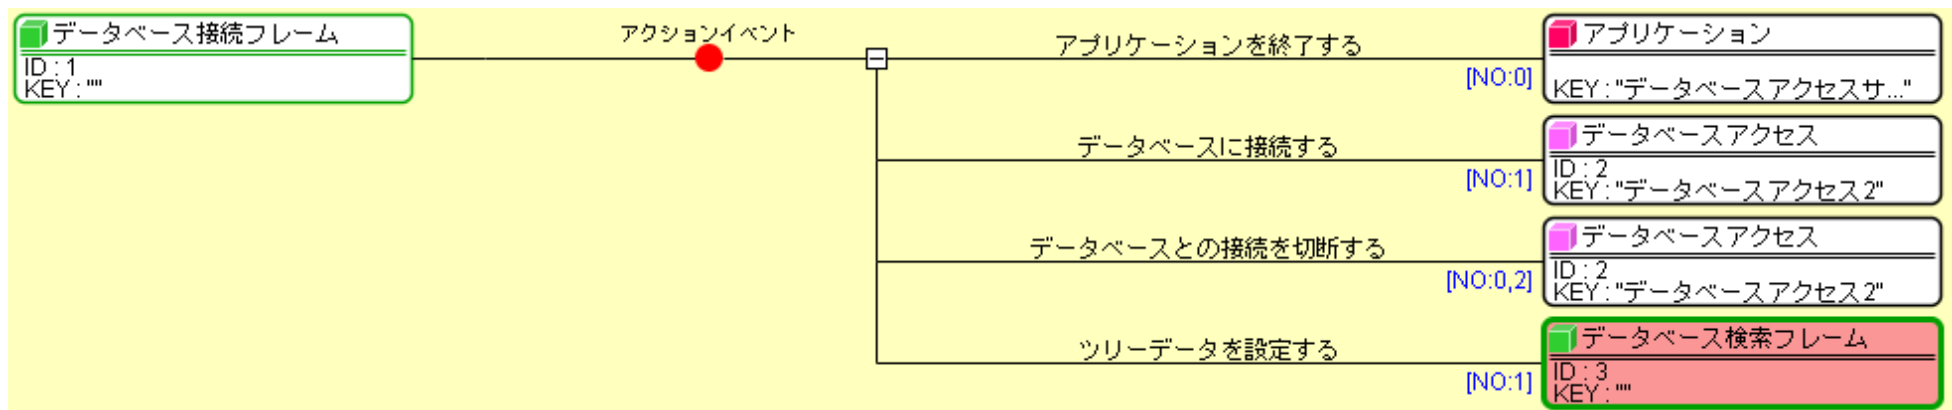 データベース接続フレーム
ID : 1
KEY : ""
アクションイベント
アプリケーションを終了する
[NO:0]
アプリケーション
KEY : "データベースアクセスサ..."
データベースに接続する
[NO:1]
データベースアクセス
ID : 2
KEY : "データベースアクセス2"
データベースとの接続を切断する
[NO:0,2]
データベースアクセス
ID : 2
KEY : "データベースアクセス2"
ツリーデータを設定する
[NO:1]
データベース検索フレーム
ID : 3
KEY : ""